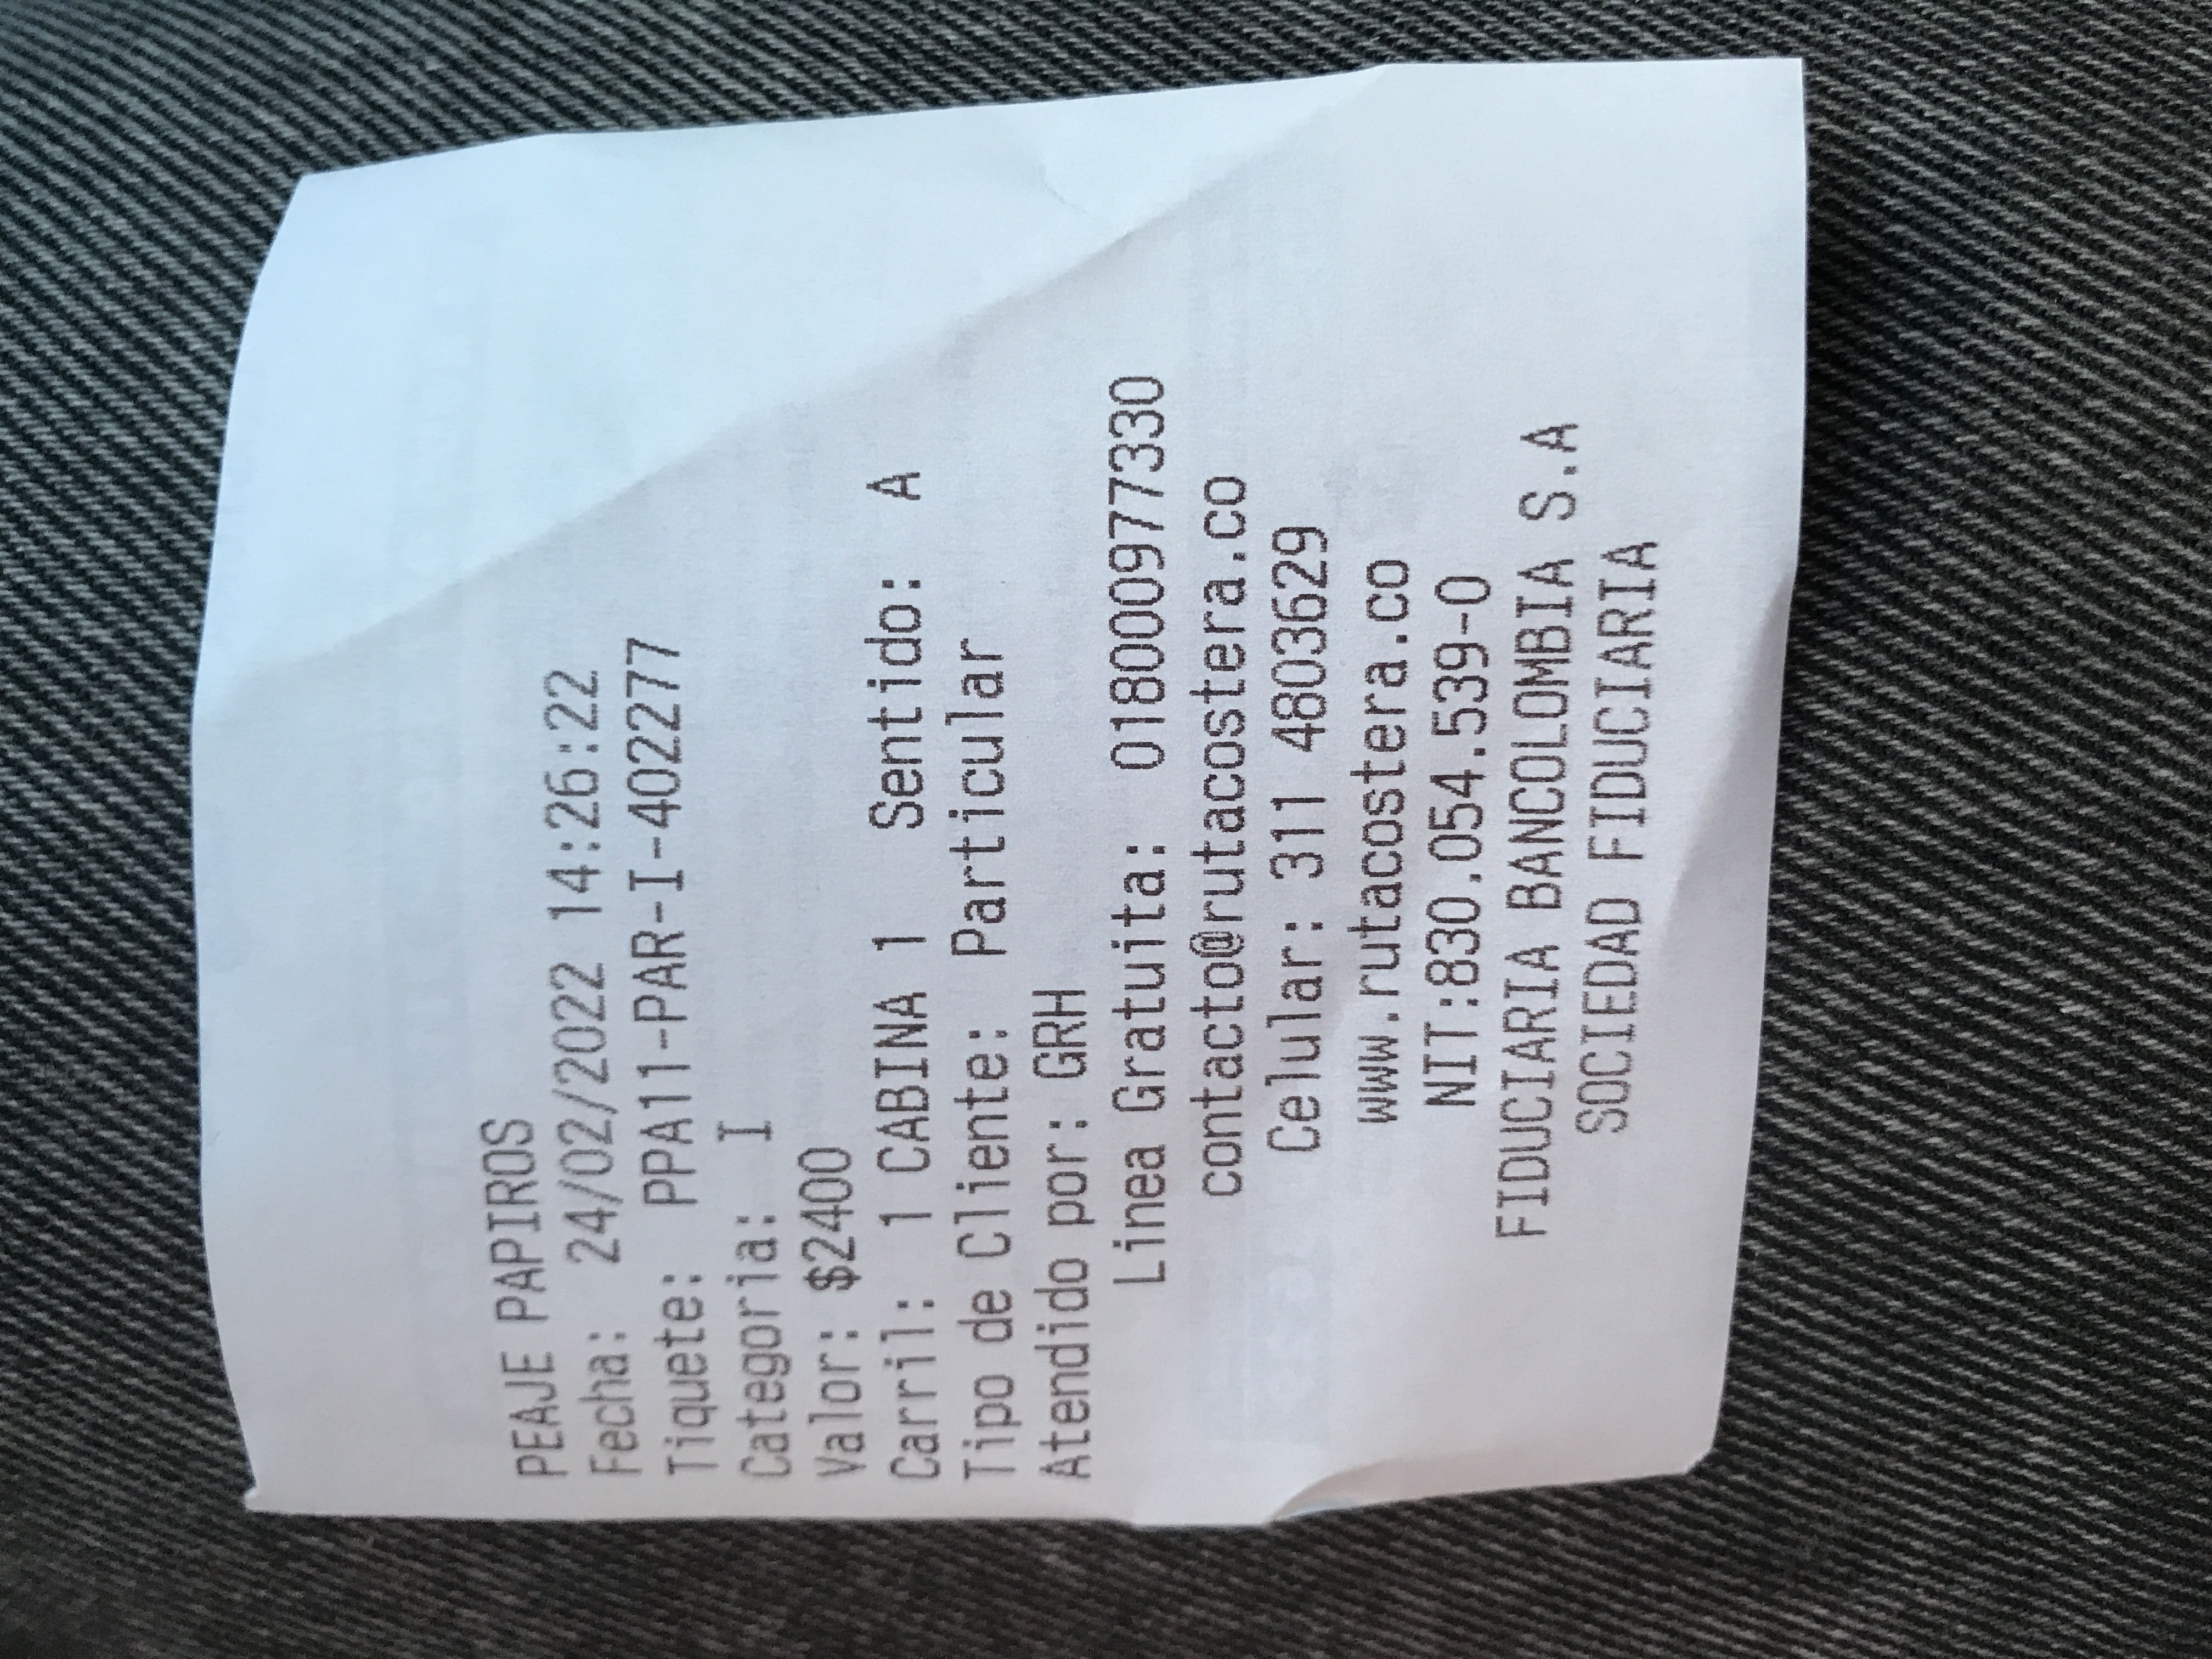 PEAJE PAPIROS
Fecha: 24/02/2022 14:26:22
Tiquete: PPA11-PAR-I-402277
Categoria: I
Valor: $2400
Carril: 1 CABINA 1 Sentido: A
Tipo de Cliente: Particular
Atendido por: GRH
Linea Gratuita: 018000977330
contacto@rutacostera.co
Celular: 311 4803629
www.rutacostera.co
NIT:830.054.539-0
FIDUCIARIA BANCOLOMBIA S.A
SOCIEDAD FIDUCIARIA